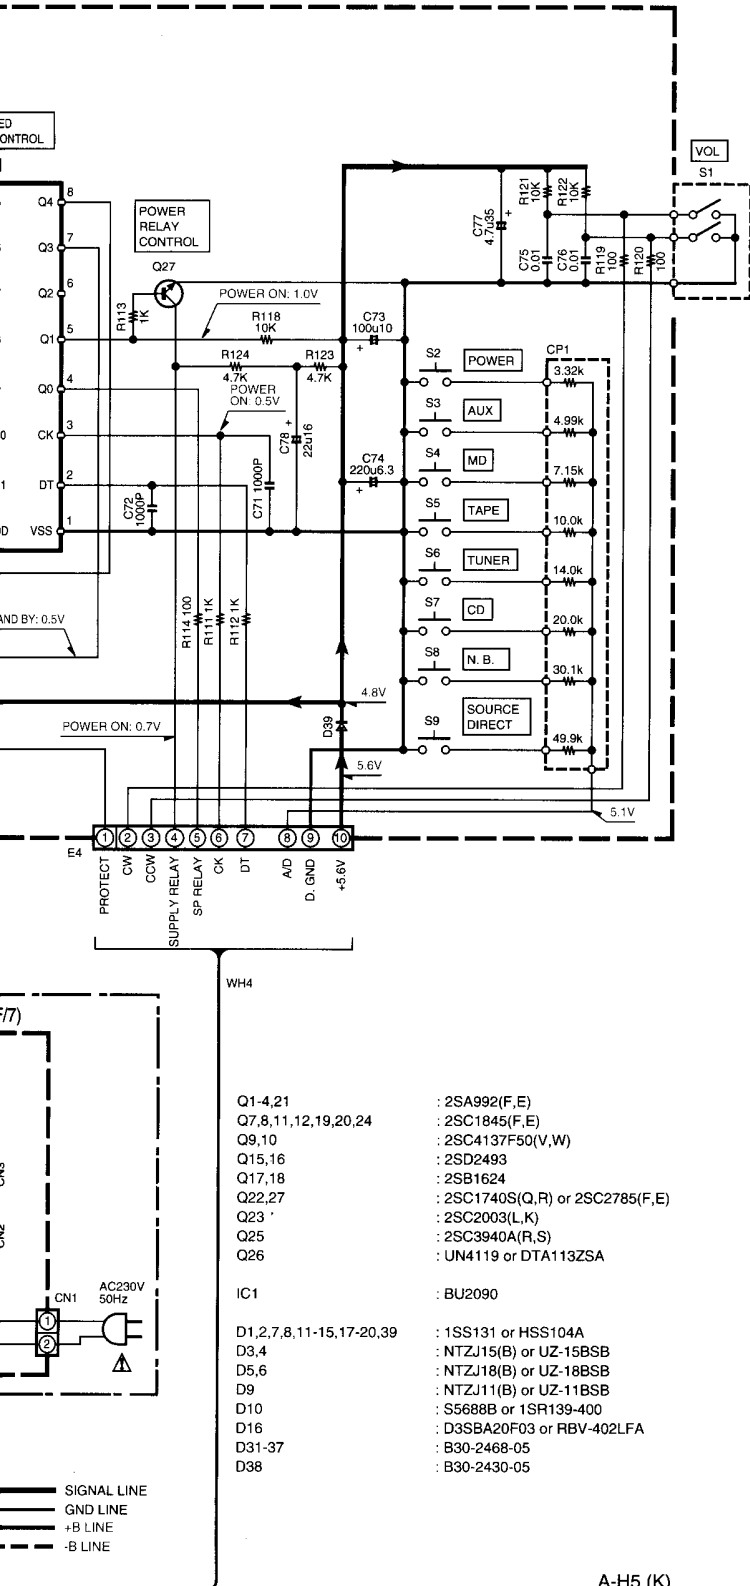 ED
ONTROL
VOL
S1
8
Q4
7
Q3
6
Q2
5
Q1
4
Q0
3
CK
2
DT
1
VSS
POWER
RELAY
CONTROL
Q27
R113
1K
POWER ON: 1.0V
R118
10K
R124
4.7K
R123
4.7K
POWER
ON: 0.5V
C78
22u16
C71 1000P
C72
1000P
C73
100u10
C74
220u6.3
C77
4.7u35
R121
10K
R122
10K
C75
0.01
C76
0.01
R119
100
R120
100
S2
POWER
S3
AUX
S4
MD
S5
TAPE
S6
TUNER
S7
CD
S8
N. B.
S9
SOURCE
DIRECT
CP1
3.32k
4.99k
7.15k
10.0k
14.0k
20.0k
30.1k
49.9k
R114 100
R111 1K
R112 1K
AND BY: 0.5V
4.8V
POWER ON: 0.7V
D39
5.6V
5.1V
E4
1 2 3 4 5 6 7 8 9 10
PROTECT
CW
CCW
SUPPLY RELAY
SP RELAY
CK
DT
A/D
D. GND
+5.6V
WH4
F/7)
CN3
CN2
CN1
1
2
AC230V
50Hz
Q1-4,21 : 2SA992(F,E)
Q7,8,11,12,19,20,24 : 2SC1845(F,E)
Q9,10 : 2SC4137F50(V,W)
Q15,16 : 2SD2493
Q17,18 : 2SB1624
Q22,27 : 2SC1740S(Q,R) or 2SC2785(F,E)
Q23 : 2SC2003(L,K)
Q25 : 2SC3940A(R,S)
Q26 : UN4119 or DTA113ZSA
IC1 : BU2090
D1,2,7,8,11-15,17-20,39 : 1SS131 or HSS104A
D3,4 : NTZJ15(B) or UZ-15BSB
D5,6 : NTZJ18(B) or UZ-18BSB
D9 : NTZJ11(B) or UZ-11BSB
D10 : S5688B or 1SR139-400
D16 : D3SBA20F03 or RBV-402LFA
D31-37 : B30-2468-05
D38 : B30-2430-05
SIGNAL LINE
GND LINE
+B LINE
-B LINE
A-H5 (K)